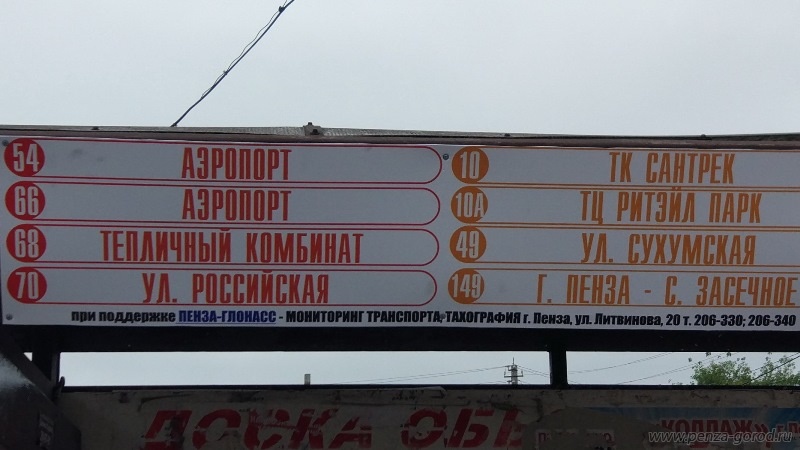 54 АЭРОПОРТ
66 АЭРОПОРТ
68 ТЕПЛИЧНЫЙ КОМБИНАТ
70 УЛ. РОССИЙСКАЯ
10 ТК САНТРЕК
10А ТЦ РИТЭЙЛ ПАРК
49 УЛ. СУХУМСКАЯ
149 Г. ПЕНЗА - С. ЗАСЕЧНОЕ
при поддержке ПЕНЗА-ГЛОНАСС - МОНИТОРИНГ ТРАНСПОРТА, ТАХОГРАФИЯ г. Пенза, ул. Литвинова, 20 т. 206-330; 206-340
ДОСКА ОБЕ
КОЛЛАЖ»
www.penza-gorod.ru